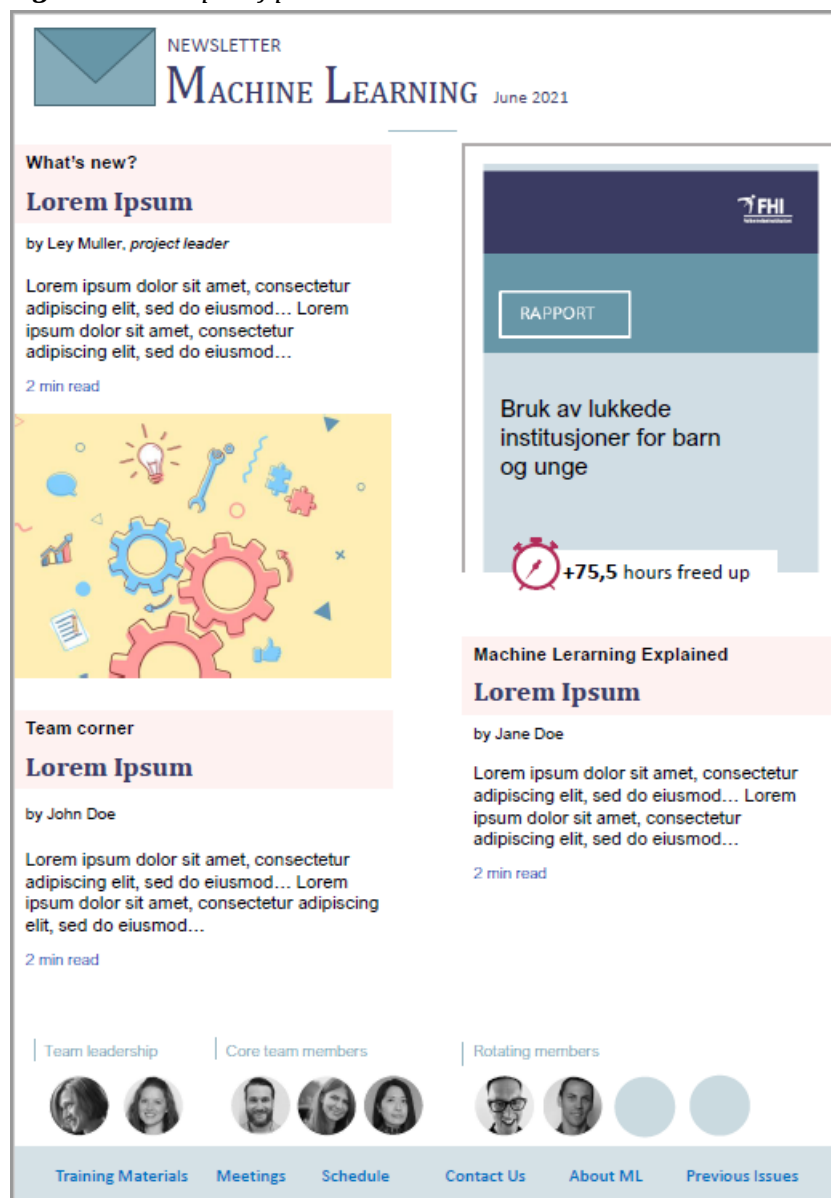 NEWSLETTER
MACHINE LEARNING June 2021
What's new?
Lorem Ipsum
by Ley Muller, project leader
Lorem ipsum dolor sit amet, consectetur
adipiscing elit, sed do eiusmod... Lorem
ipsum dolor sit amet, consectetur
adipiscing elit, sed do eiusmod...
2 min read
Team corner
Lorem Ipsum
by John Doe
Lorem ipsum dolor sit amet, consectetur
adipiscing elit, sed do eiusmod... Lorem
ipsum dolor sit amet, consectetur adipiscing
elit, sed do eiusmod...
2 min read
FHI
RAPPORT
Bruk av lukkede
institusjoner for barn
og unge
+75,5 hours freed up
Machine Lerarning Explained
Lorem Ipsum
by Jane Doe
Lorem ipsum dolor sit amet, consectetur
adipiscing elit, sed do eiusmod... Lorem
ipsum dolor sit amet, consectetur
adipiscing elit, sed do eiusmod...
2 min read
Team leadership
Core team members
Rotating members
Training Materials Meetings Schedule Contact Us About ML Previous Issues